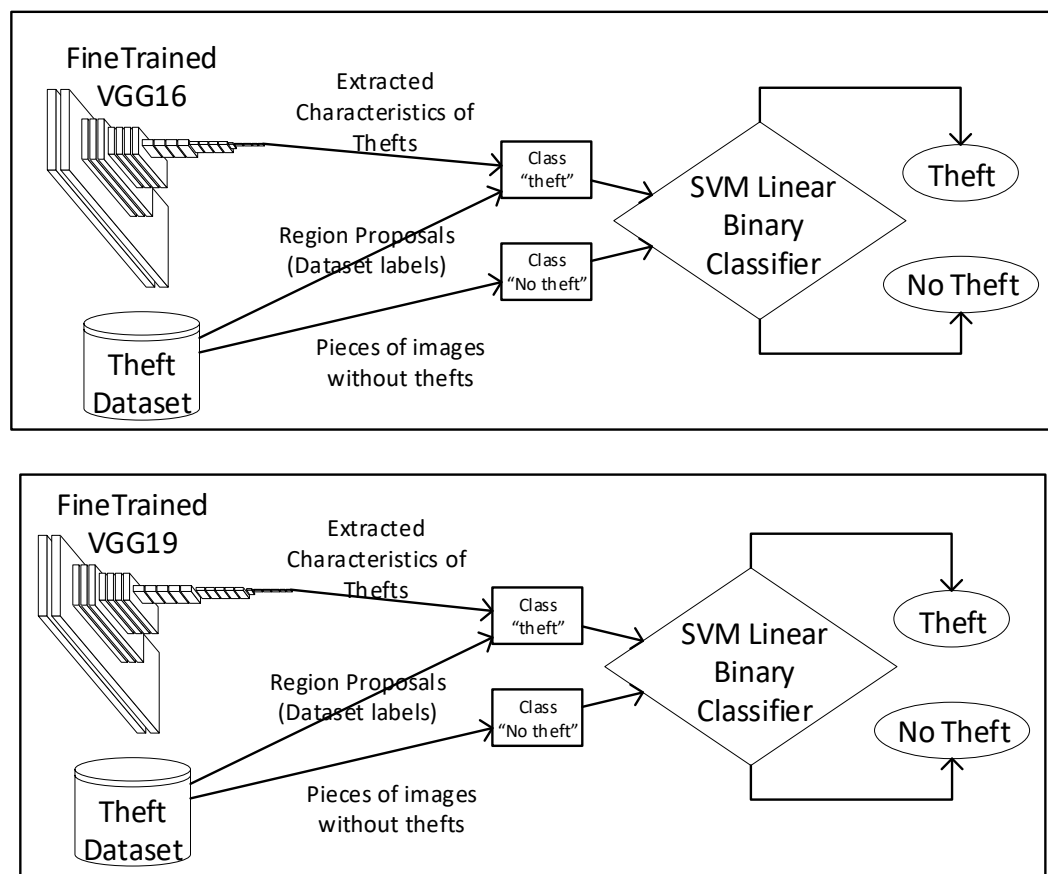 FineTrained
VGG16
Extracted
Characteristics of
Thefts
Class
“theft”
Region Proposals
(Dataset labels)
Class
“No theft”
Pieces of images
without thefts
Theft
Dataset
SVM Linear
Binary
Classifier
Theft
No Theft
FineTrained
VGG19
Extracted
Characteristics of
Thefts
Class
“theft”
Region Proposals
(Dataset labels)
Class
“No theft”
Pieces of images
without thefts
Theft
Dataset
SVM Linear
Binary
Classifier
Theft
No Theft